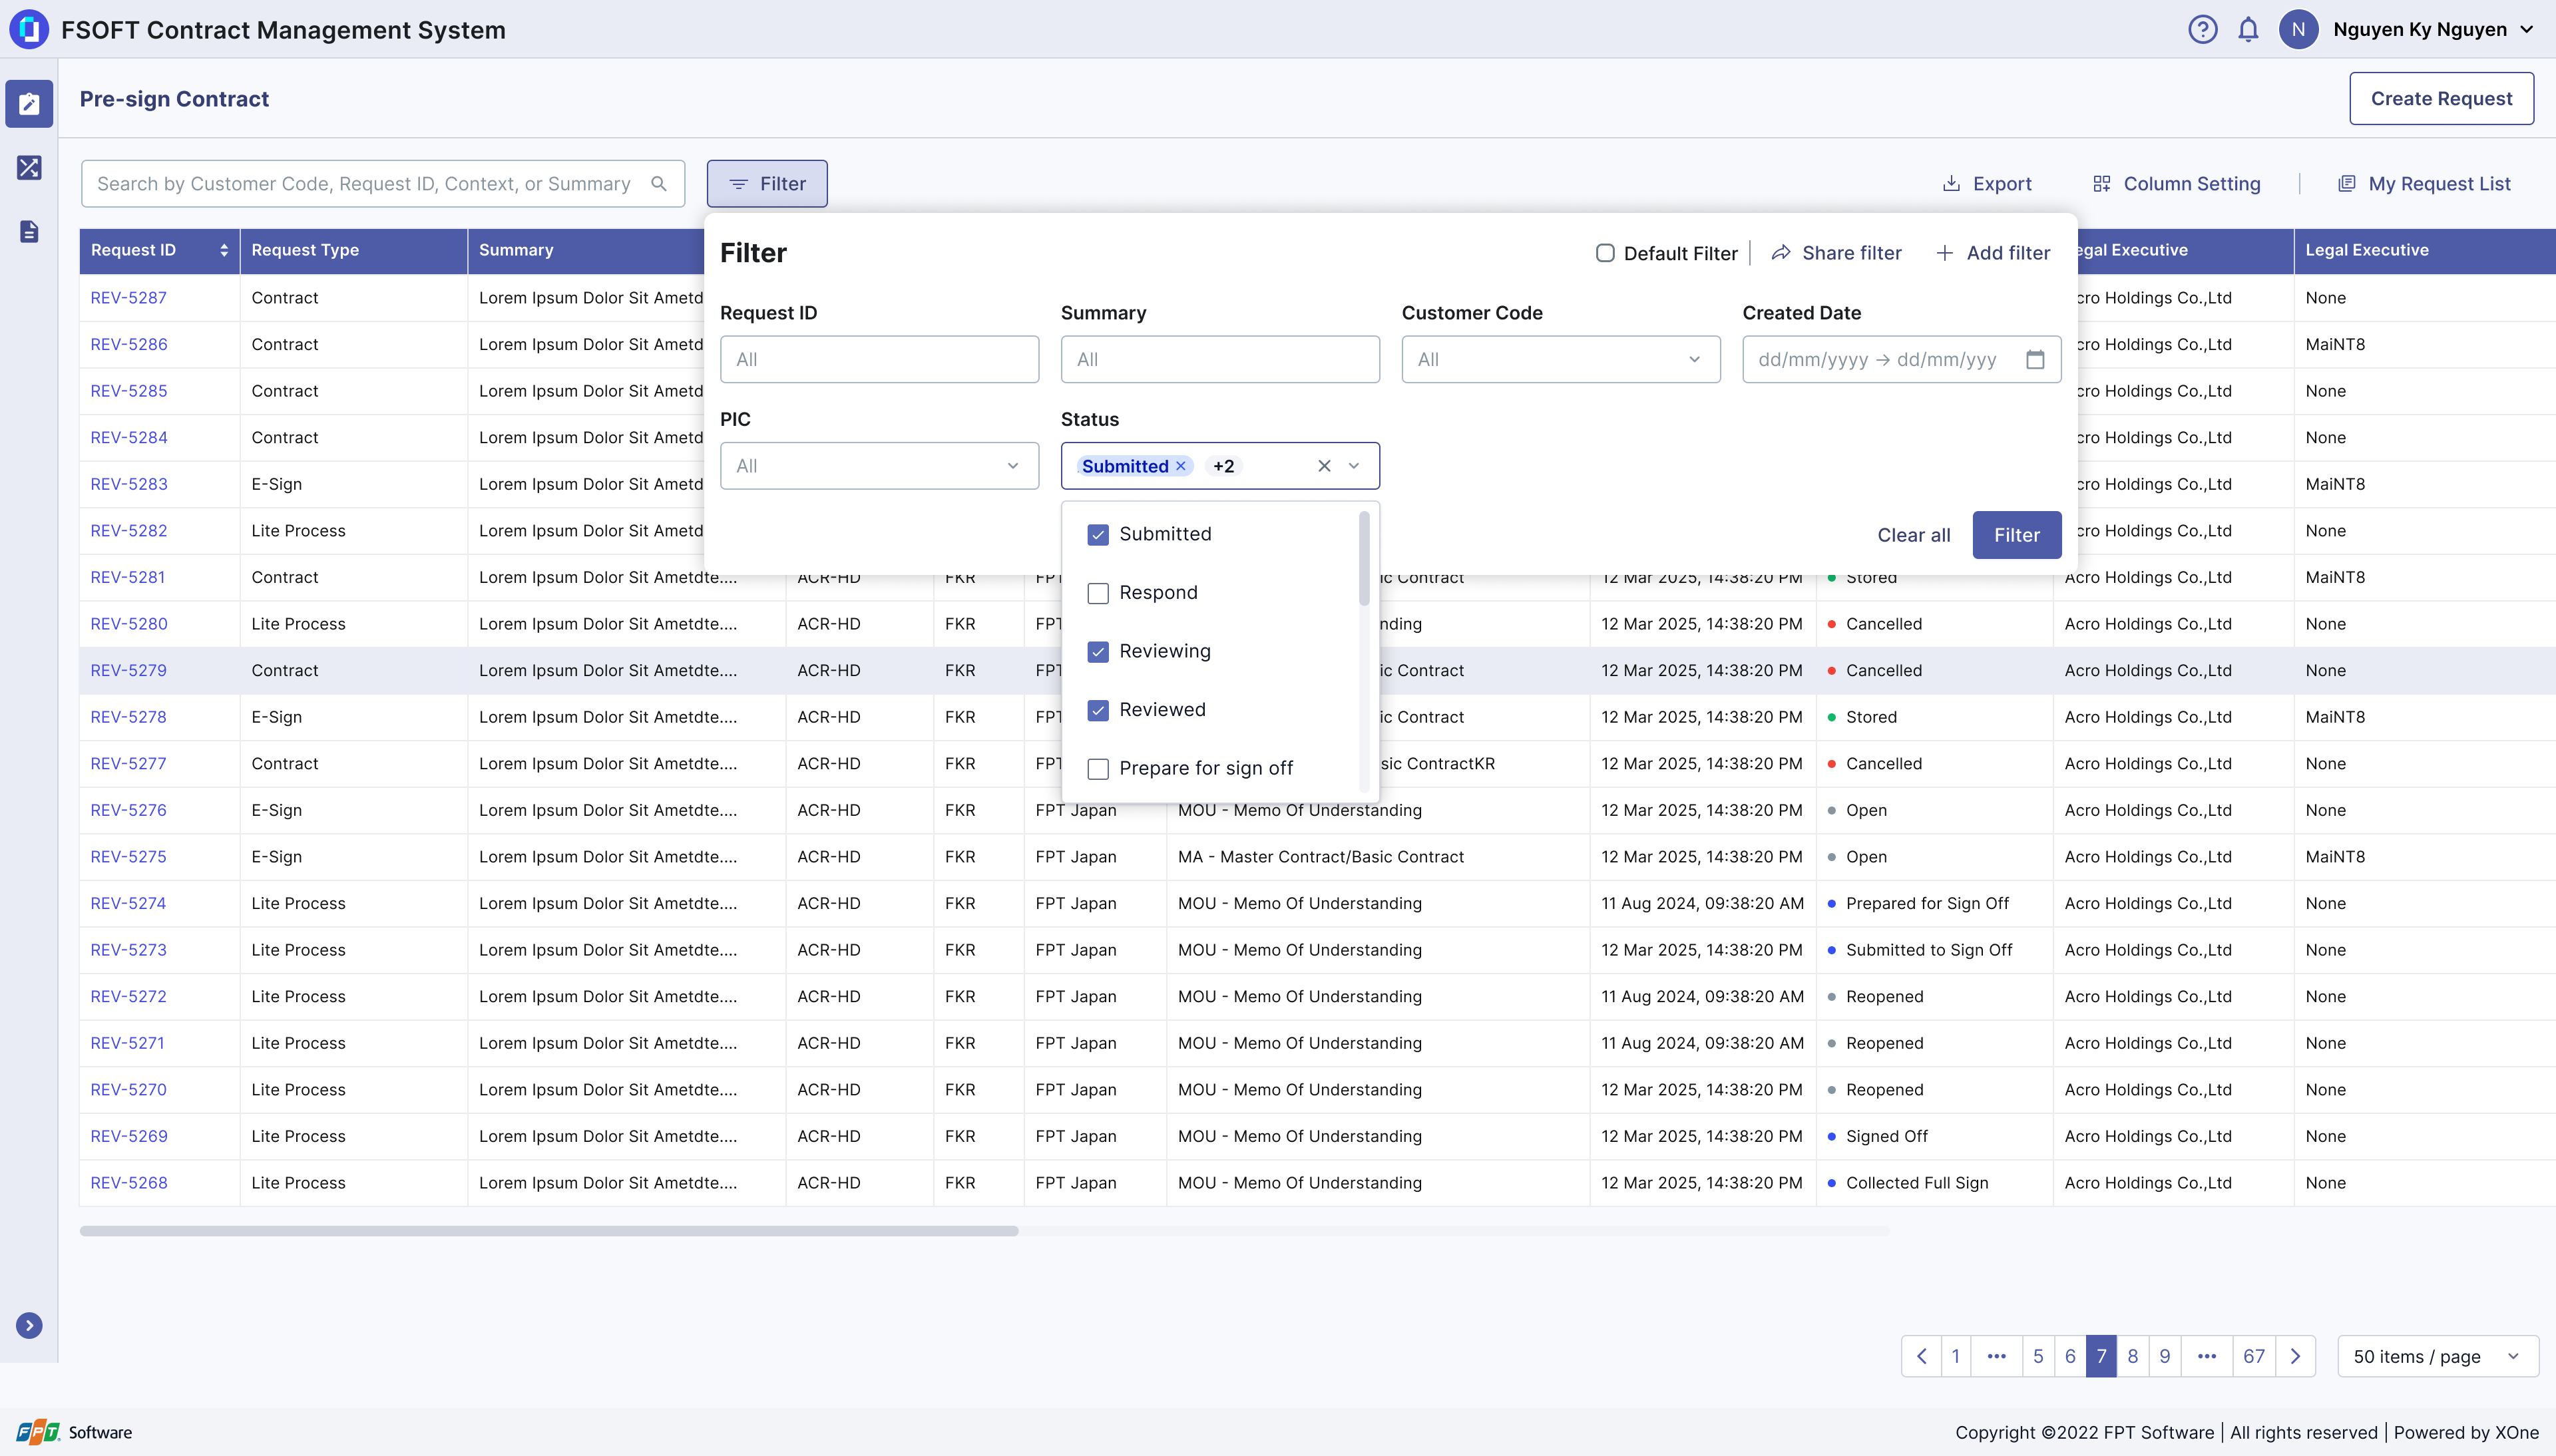 FSOFT Contract Management System
N
Nguyen Ky Nguyen
Pre-sign Contract
Create Request
Search by Customer Code, Request ID, Context, or Summary
Filter
Export
Column Setting
My Request List
Request ID Request Type Summary egal Executive Legal Executive
Filter
Default Filter
Share filter
Add filter
Request ID Summary Customer Code Created Date
All All All dd/mm/yyyy → dd/mm/yyy
PIC Status
All Submitted +2
Submitted
Respond
Reviewing
Reviewed
Prepare for sign off
Clear all
Filter
REV-5287 Contract Lorem Ipsum Dolor Sit Ametd cro Holdings Co.,Ltd None
REV-5286 Contract Lorem Ipsum Dolor Sit Ametd cro Holdings Co.,Ltd MaiNT8
REV-5285 Contract Lorem Ipsum Dolor Sit Ametd cro Holdings Co.,Ltd None
REV-5284 Contract Lorem Ipsum Dolor Sit Ametd cro Holdings Co.,Ltd None
REV-5283 E-Sign Lorem Ipsum Dolor Sit Ametd cro Holdings Co.,Ltd MaiNT8
REV-5282 Lite Process Lorem Ipsum Dolor Sit Ametd cro Holdings Co.,Ltd None
REV-5281 Contract Lorem Ipsum Dolor Sit Ametdte.... ACR-HD FKR FPT ic Contract 12 Mar 2025, 14:38:20 PM Stored Acro Holdings Co.,Ltd MaiNT8
REV-5280 Lite Process Lorem Ipsum Dolor Sit Ametdte.... ACR-HD FKR FPT nding 12 Mar 2025, 14:38:20 PM Cancelled Acro Holdings Co.,Ltd None
REV-5279 Contract Lorem Ipsum Dolor Sit Ametdte.... ACR-HD FKR FPT ic Contract 12 Mar 2025, 14:38:20 PM Cancelled Acro Holdings Co.,Ltd None
REV-5278 E-Sign Lorem Ipsum Dolor Sit Ametdte.... ACR-HD FKR FPT ic Contract 12 Mar 2025, 14:38:20 PM Stored Acro Holdings Co.,Ltd MaiNT8
REV-5277 Contract Lorem Ipsum Dolor Sit Ametdte.... ACR-HD FKR FPT sic ContractKR 12 Mar 2025, 14:38:20 PM Cancelled Acro Holdings Co.,Ltd None
REV-5276 E-Sign Lorem Ipsum Dolor Sit Ametdte.... ACR-HD FKR FPT Japan MOU - Memo Of Understanding 12 Mar 2025, 14:38:20 PM Open Acro Holdings Co.,Ltd None
REV-5275 E-Sign Lorem Ipsum Dolor Sit Ametdte.... ACR-HD FKR FPT Japan MA - Master Contract/Basic Contract 12 Mar 2025, 14:38:20 PM Open Acro Holdings Co.,Ltd MaiNT8
REV-5274 Lite Process Lorem Ipsum Dolor Sit Ametdte.... ACR-HD FKR FPT Japan MOU - Memo Of Understanding 11 Aug 2024, 09:38:20 AM Prepared for Sign Off Acro Holdings Co.,Ltd None
REV-5273 Lite Process Lorem Ipsum Dolor Sit Ametdte.... ACR-HD FKR FPT Japan MOU - Memo Of Understanding 12 Mar 2025, 14:38:20 PM Submitted to Sign Off Acro Holdings Co.,Ltd None
REV-5272 Lite Process Lorem Ipsum Dolor Sit Ametdte.... ACR-HD FKR FPT Japan MOU - Memo Of Understanding 11 Aug 2024, 09:38:20 AM Reopened Acro Holdings Co.,Ltd None
REV-5271 Lite Process Lorem Ipsum Dolor Sit Ametdte.... ACR-HD FKR FPT Japan MOU - Memo Of Understanding 11 Aug 2024, 09:38:20 AM Reopened Acro Holdings Co.,Ltd None
REV-5270 Lite Process Lorem Ipsum Dolor Sit Ametdte.... ACR-HD FKR FPT Japan MOU - Memo Of Understanding 12 Mar 2025, 14:38:20 PM Reopened Acro Holdings Co.,Ltd None
REV-5269 Lite Process Lorem Ipsum Dolor Sit Ametdte.... ACR-HD FKR FPT Japan MOU - Memo Of Understanding 12 Mar 2025, 14:38:20 PM Signed Off Acro Holdings Co.,Ltd None
REV-5268 Lite Process Lorem Ipsum Dolor Sit Ametdte.... ACR-HD FKR FPT Japan MOU - Memo Of Understanding 12 Mar 2025, 14:38:20 PM Collected Full Sign Acro Holdings Co.,Ltd None
1 ••• 5 6 7 8 9 ••• 67 50 items / page
FPT Software
Copyright ©2022 FPT Software | All rights reserved | Powered by XOne